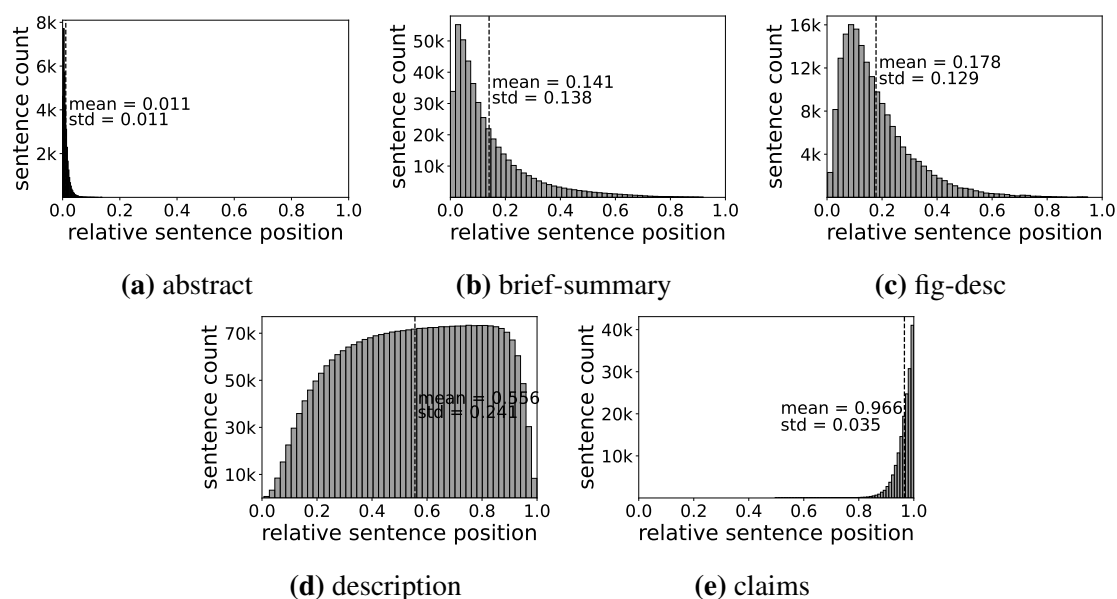 8k
6k
4k
2k
sentence count
mean = 0.011
std = 0.011
0.0 0.2 0.4 0.6 0.8 1.0
relative sentence position
(a) abstract
50k
40k
30k
20k
10k
sentence count
mean = 0.141
std = 0.138
0.0 0.2 0.4 0.6 0.8 1.0
relative sentence position
(b) brief-summary
16k
12k
8k
4k
sentence count
mean = 0.178
std = 0.129
0.0 0.2 0.4 0.6 0.8 1.0
relative sentence position
(c) fig-desc
70k
50k
30k
10k
sentence count
mean = 0.556
std = 0.241
0.0 0.2 0.4 0.6 0.8 1.0
relative sentence position
(d) description
40k
30k
20k
10k
sentence count
mean = 0.966
std = 0.035
0.0 0.2 0.4 0.6 0.8 1.0
relative sentence position
(e) claims